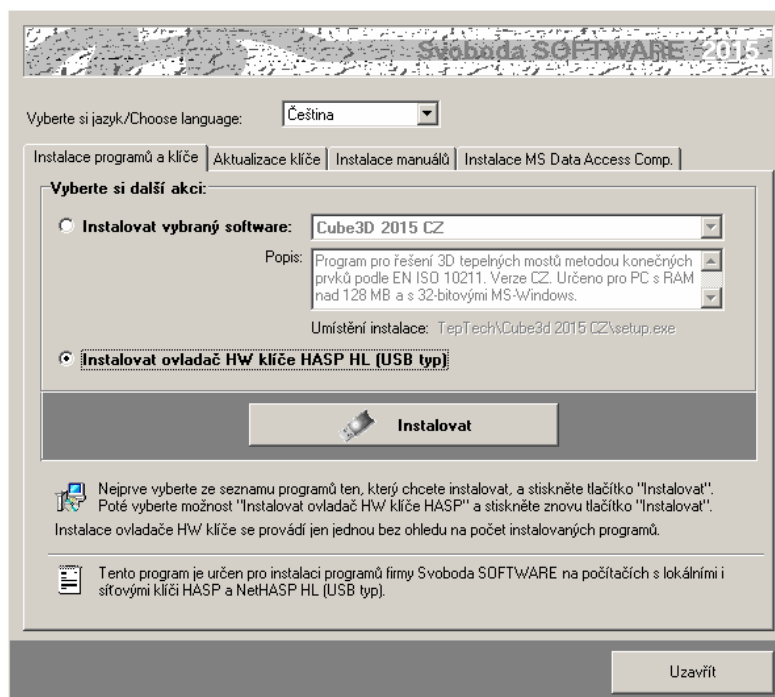 Svoboda SOFTWARE 2015
Vyberte si jazyk/Choose language: Čeština
Instalace programů a klíče Aktualizace klíče Instalace manuálů Instalace MS Data Access Comp.
Vyberte si další akci:
Instalovat vybraný software: Cube3D 2015 CZ
Popis: Program pro řešení 3D tepelných mostů metodou konečných
prvků podle EN ISO 10211. Verze CZ. Určeno pro PC s RAM
nad 128 MB a s 32-bitovými MS-Windows.
Umístění instalace: TepTech\Cube3d 2015 CZ\setup.exe
Instalovat ovladač HW klíče HASP HL (USB typ)
Instalovat
Nejprve vyberte ze seznamu programů ten, který chcete instalovat, a stiskněte tlačítko "Instalovat".
Poté vyberte možnost "Instalovat ovladač HW klíče HASP" a stiskněte znovu tlačítko "Instalovat".
Instalace ovladače HW klíče se provádí jen jednou bez ohledu na počet instalovaných programů.
Tento program je určen pro instalaci programů firmy Svoboda SOFTWARE na počítačích s lokálními i
síťovými klíči HASP a NetHASP HL (USB typ).
Uzavřít